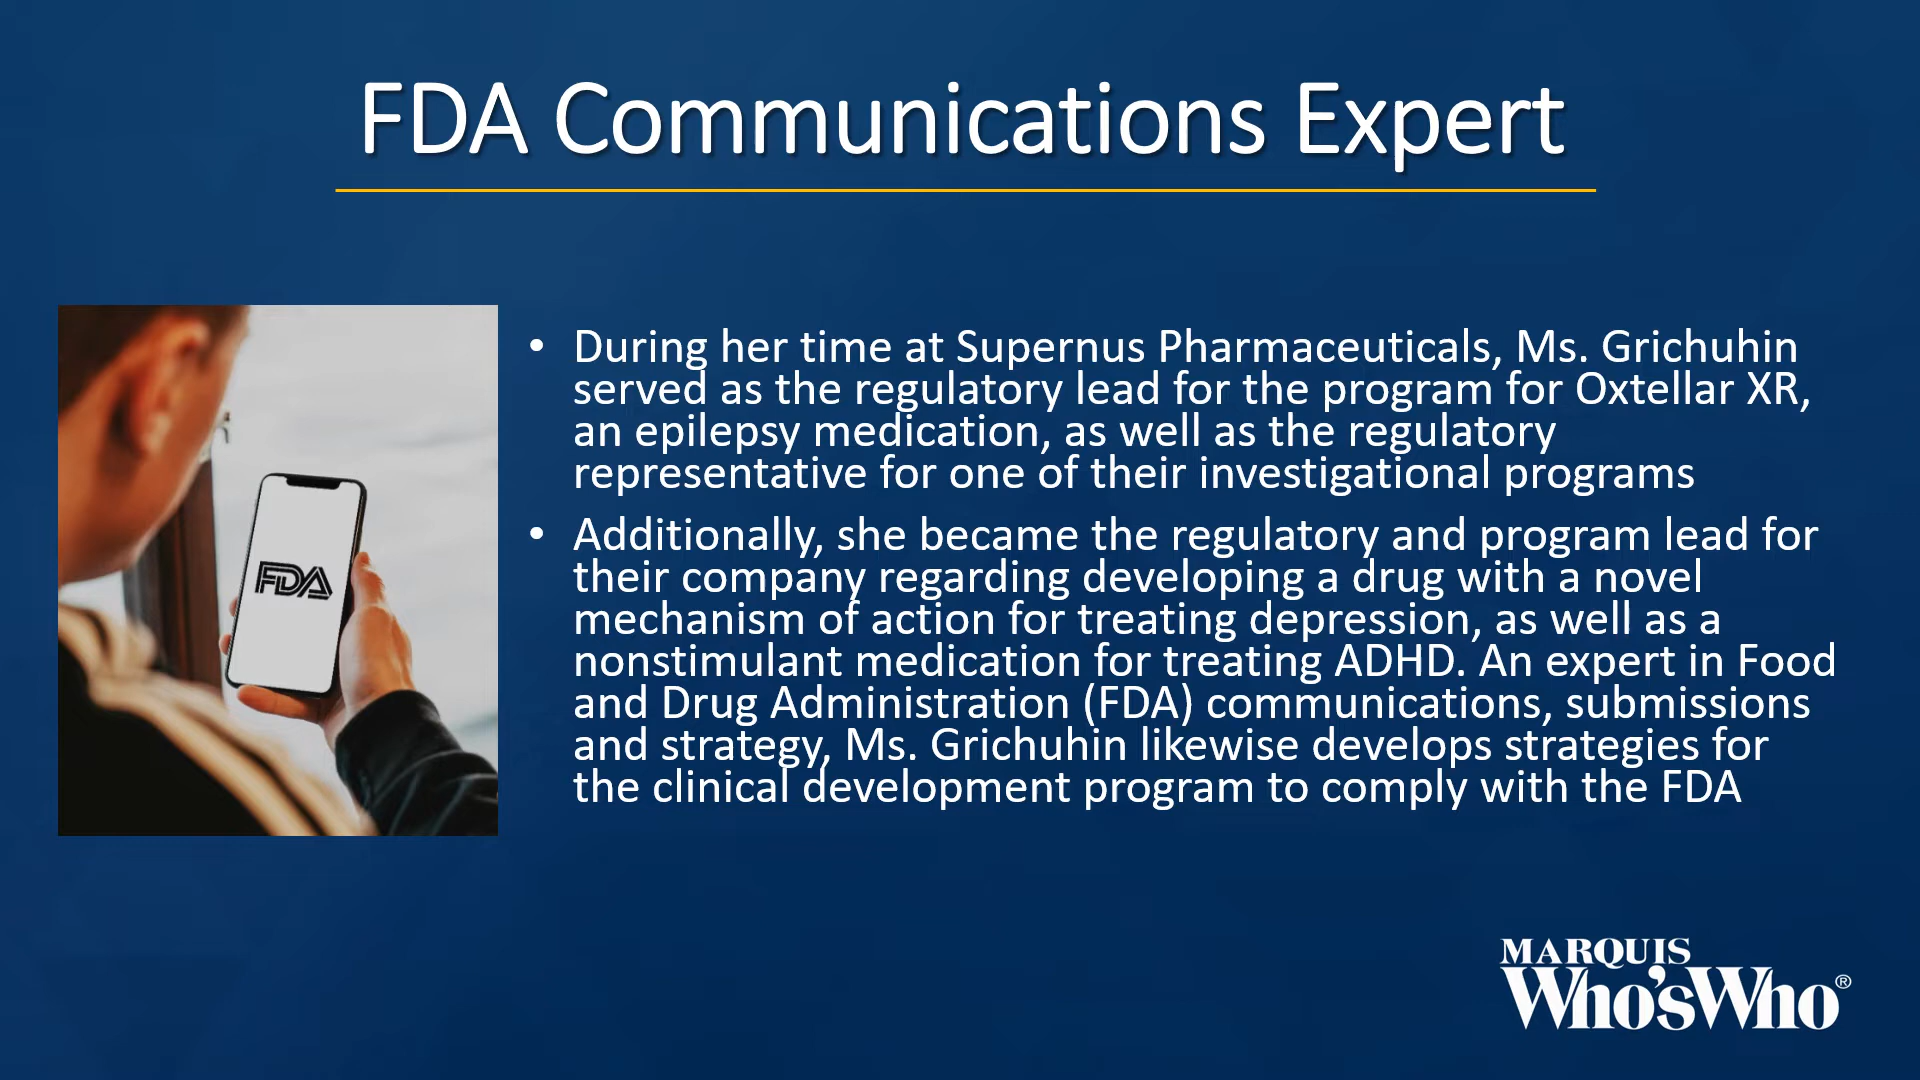 FDA Communications Expert
• During her time at Supernus Pharmaceuticals, Ms. Grichuhin
served as the regulatory lead for the program for Oxtellar XR,
an epilepsy medication, as well as the regulatory
representative for one of their investigational programs
• Additionally, she became the regulatory and program lead for
their company regarding developing a drug with a novel
mechanism of action for treating depression, as well as a
nonstimulant medication for treating ADHD. An expert in Food
and Drug Administration (FDA) communications, submissions
and strategy, Ms. Grichuhin likewise develops strategies for
the clinical development program to comply with the FDA
FDA
MARQUIS
Who'sWho®